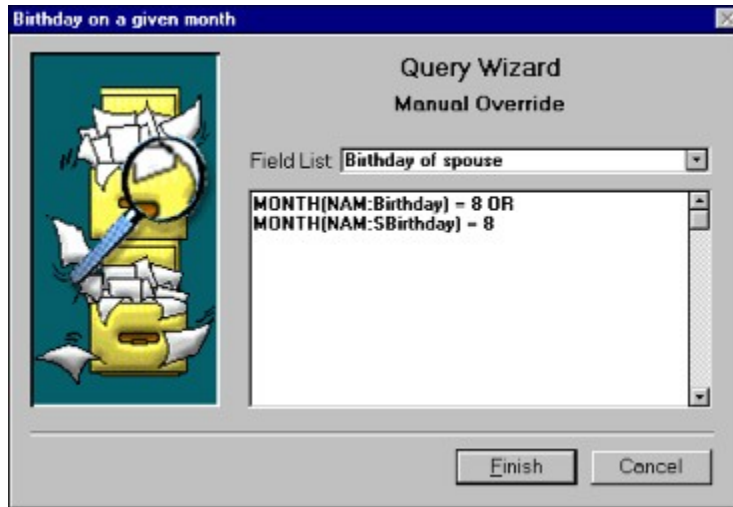 Birthday on a given month
Query Wizard
Manual Override
Field List Birthday of spouse
MONTH(NAM:Birthday) = 8 OR
MONTH(NAM:SBirthday) = 8
Finish Cancel